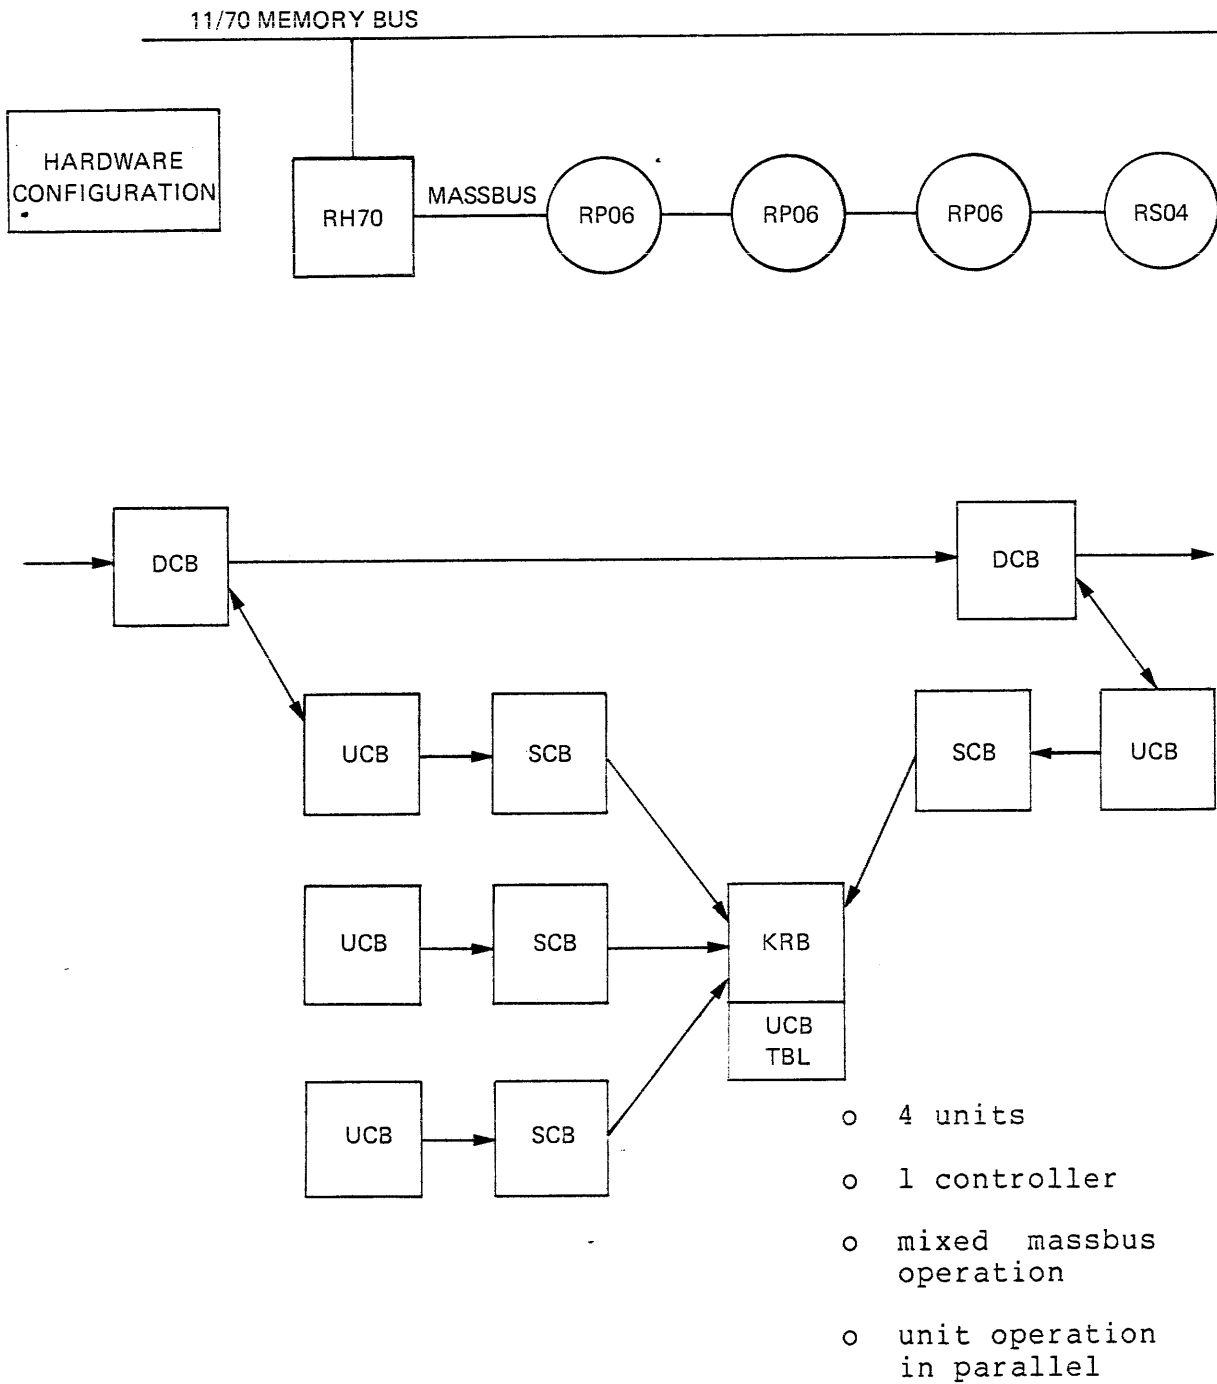 11/70 MEMORY BUS
HARDWARE
CONFIGURATION
RH70
MASSBUS
RP06
RP06
RP06
RS04
DCB
DCB
UCB
SCB
SCB
UCB
UCB
SCB
KRB
UCB
TBL
UCB
SCB
o 4 units
o 1 controller
o mixed massbus
operation
o unit operation
in parallel